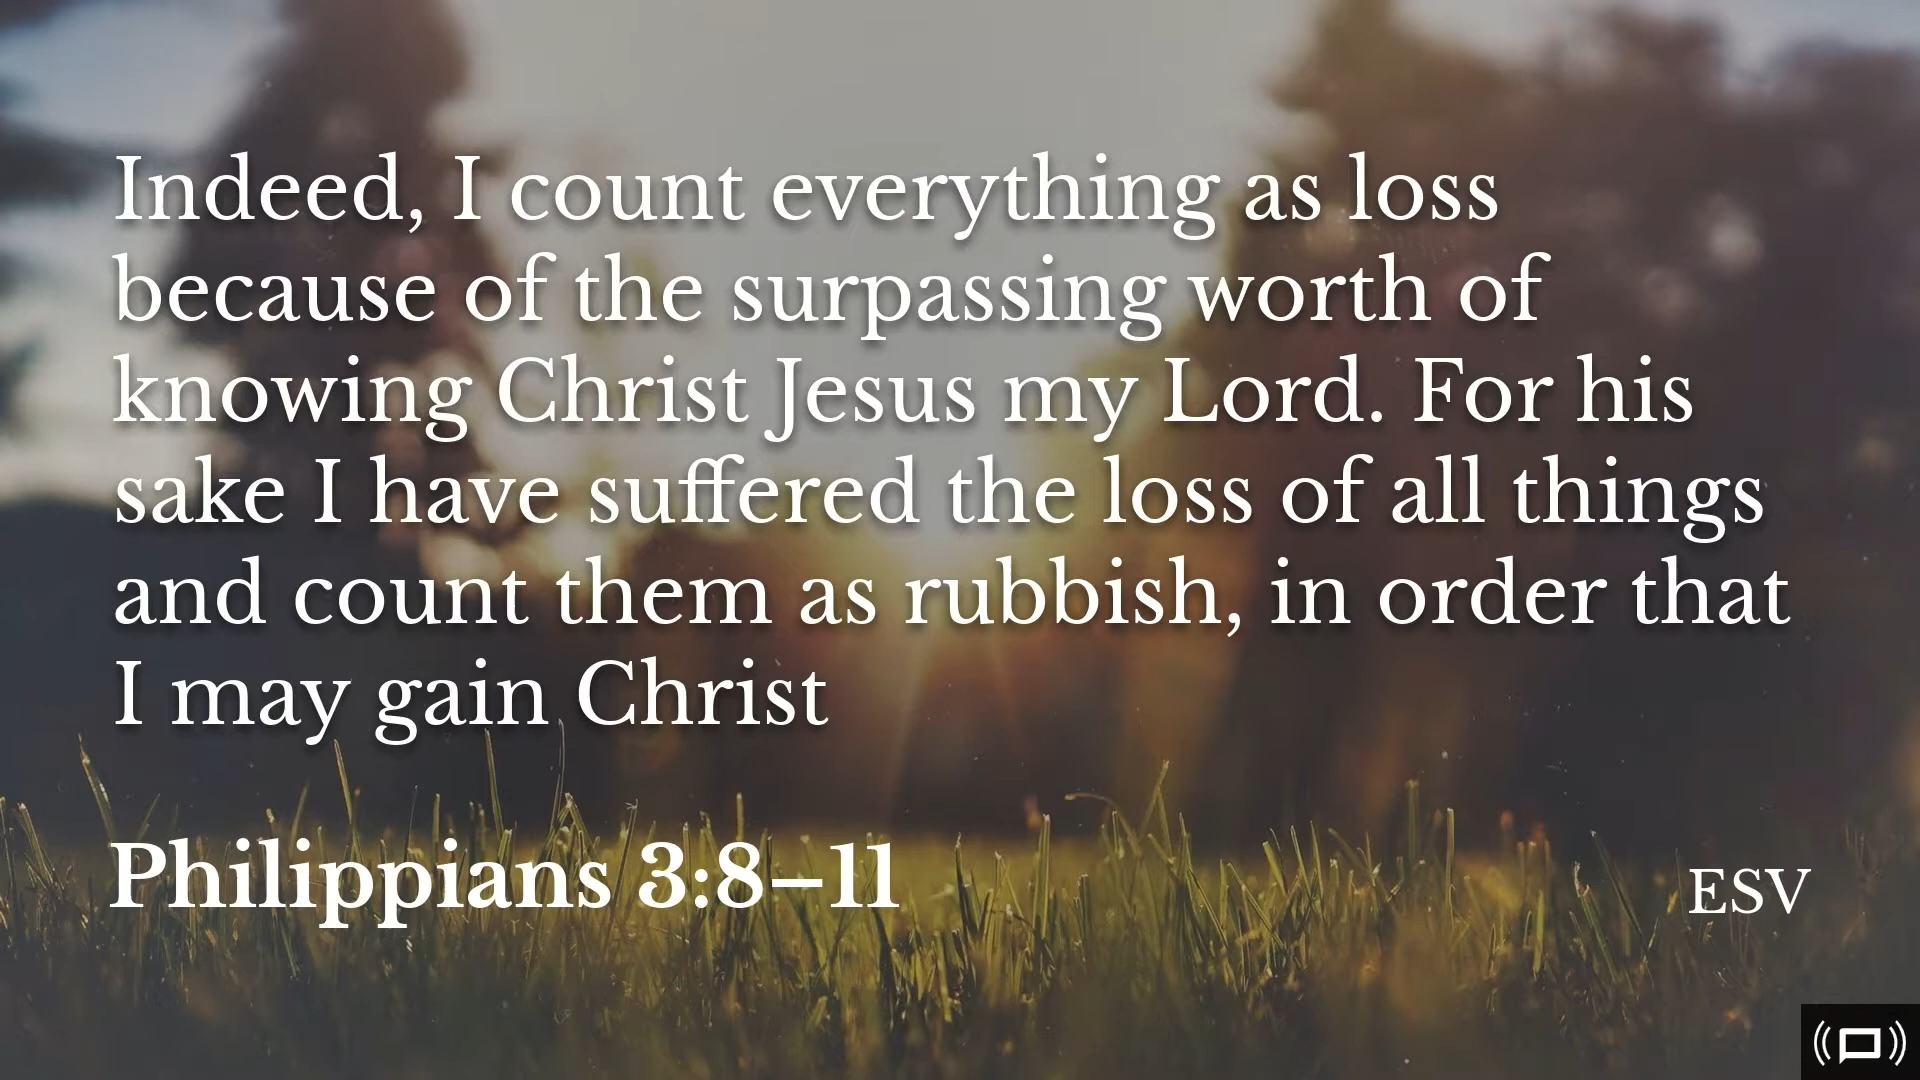 Indeed, I count everything as loss
because of the surpassing worth of
knowing Christ Jesus my Lord. For his
sake I have suffered the loss of all things
and count them as rubbish, in order that
I may gain Christ
Philippians 3:8–11
ESV